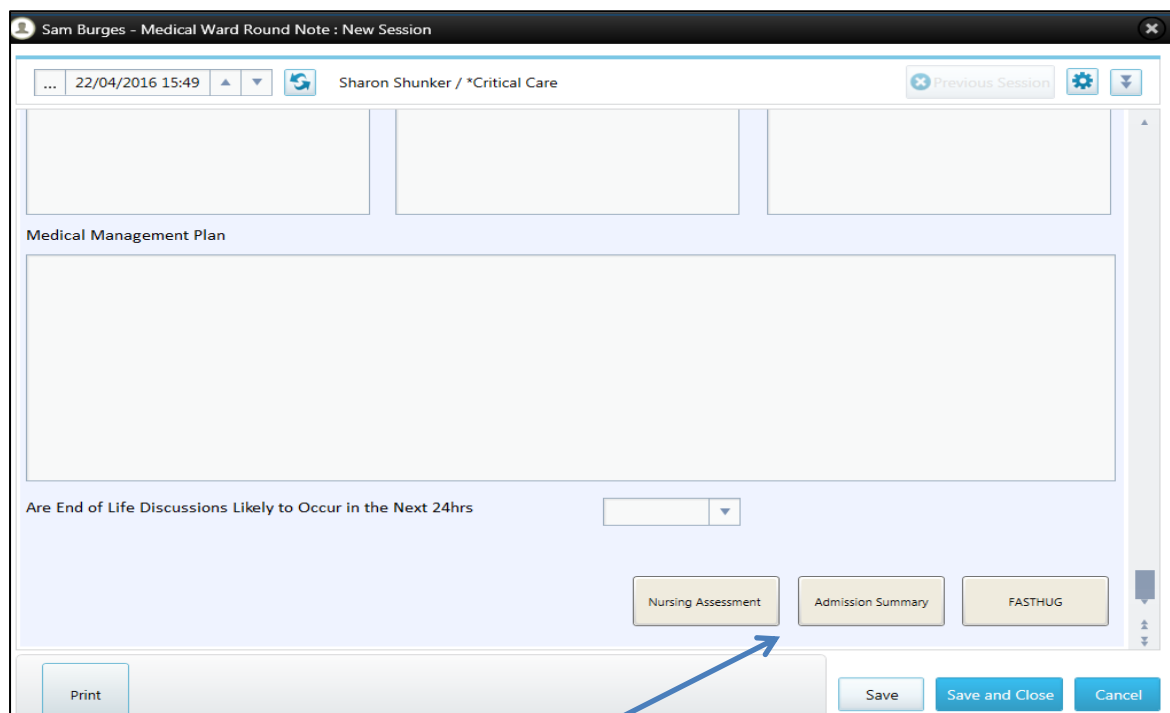 Sam Burges - Medical Ward Round Note : New Session
... 22/04/2016 15:49 Sharon Shunker / *Critical Care Previous Session
Medical Management Plan
Are End of Life Discussions Likely to Occur in the Next 24hrs
Nursing Assessment Admission Summary FASTHUG
Print Save Save and Close Cancel